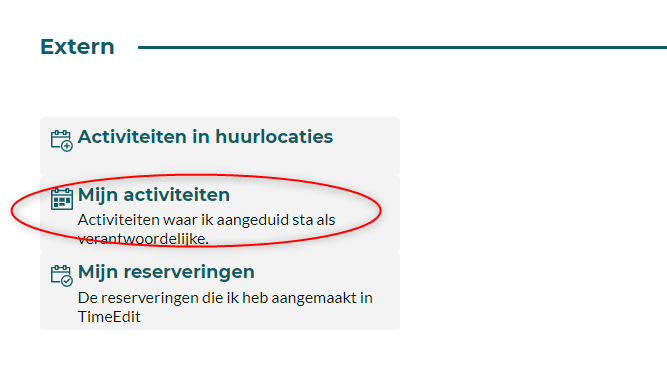 Extern
Activiteiten in huurlocaties
Mijn activiteiten
Activiteiten waar ik aangeduid sta als
verantwoordelijke.
Mijn reserveringen
De reserveringen die ik heb aangemaakt in
TimeEdit